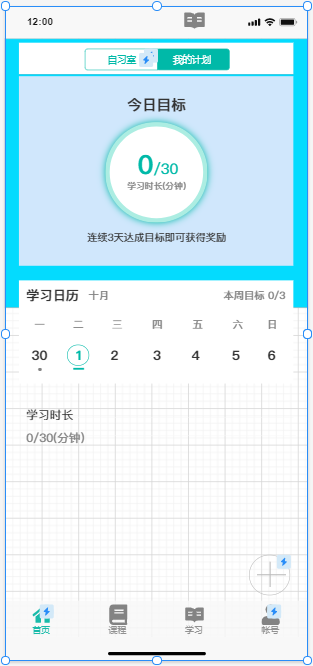 12:00
自习室 我的计划
今日目标
0/30
学习时长(分钟)
连续3天达成目标即可获得奖励
学习日历 十月 本周目标 0/3
一 二 三 四 五 六 日
30 1 2 3 4 5 6
学习时长
0/30(分钟)
首页 课程 学习 帐号